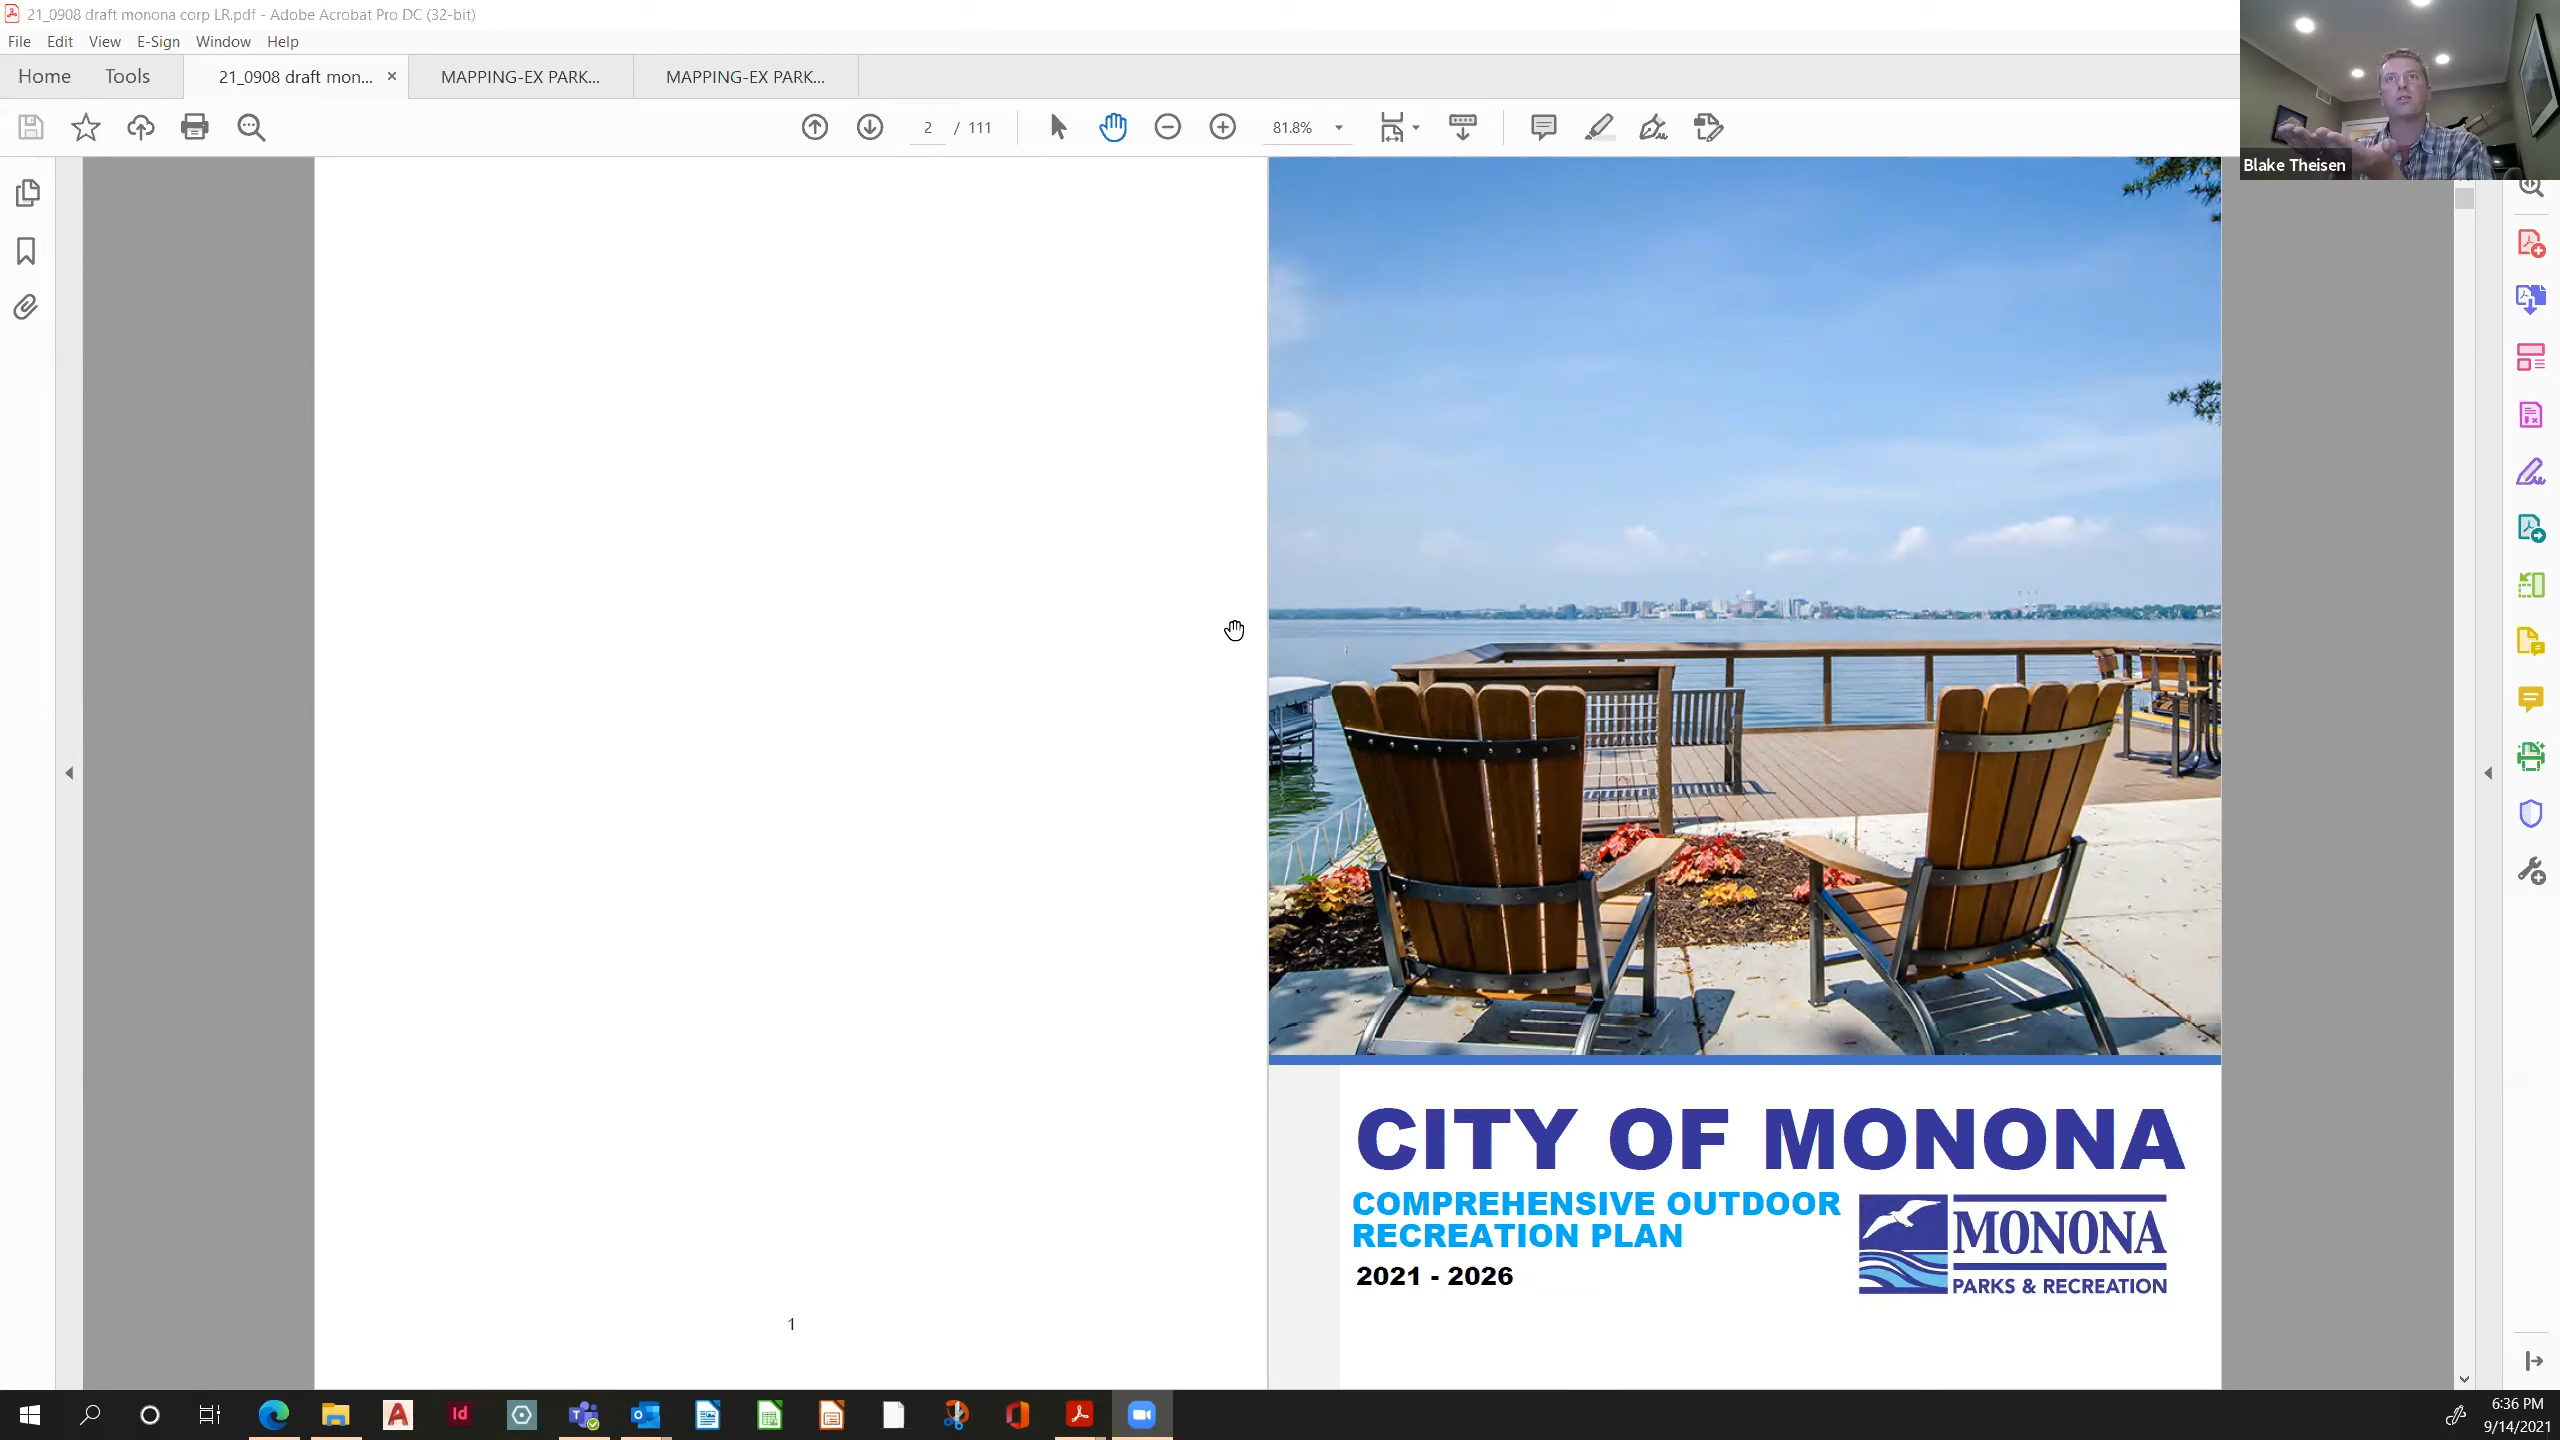 21_0908 draft monona corp LR.pdf - Adobe Acrobat Pro DC (32-bit)
File Edit View E-Sign Window Help
Home Tools 21_0908 draft mon... × MAPPING-EX PARK... MAPPING-EX PARK...
2 / 111 81.8%
Blake Theisen
CITY OF MONONA
COMPREHENSIVE OUTDOOR
RECREATION PLAN
2021 - 2026
MONONA
PARKS & RECREATION
1
6:36 PM
9/14/2021